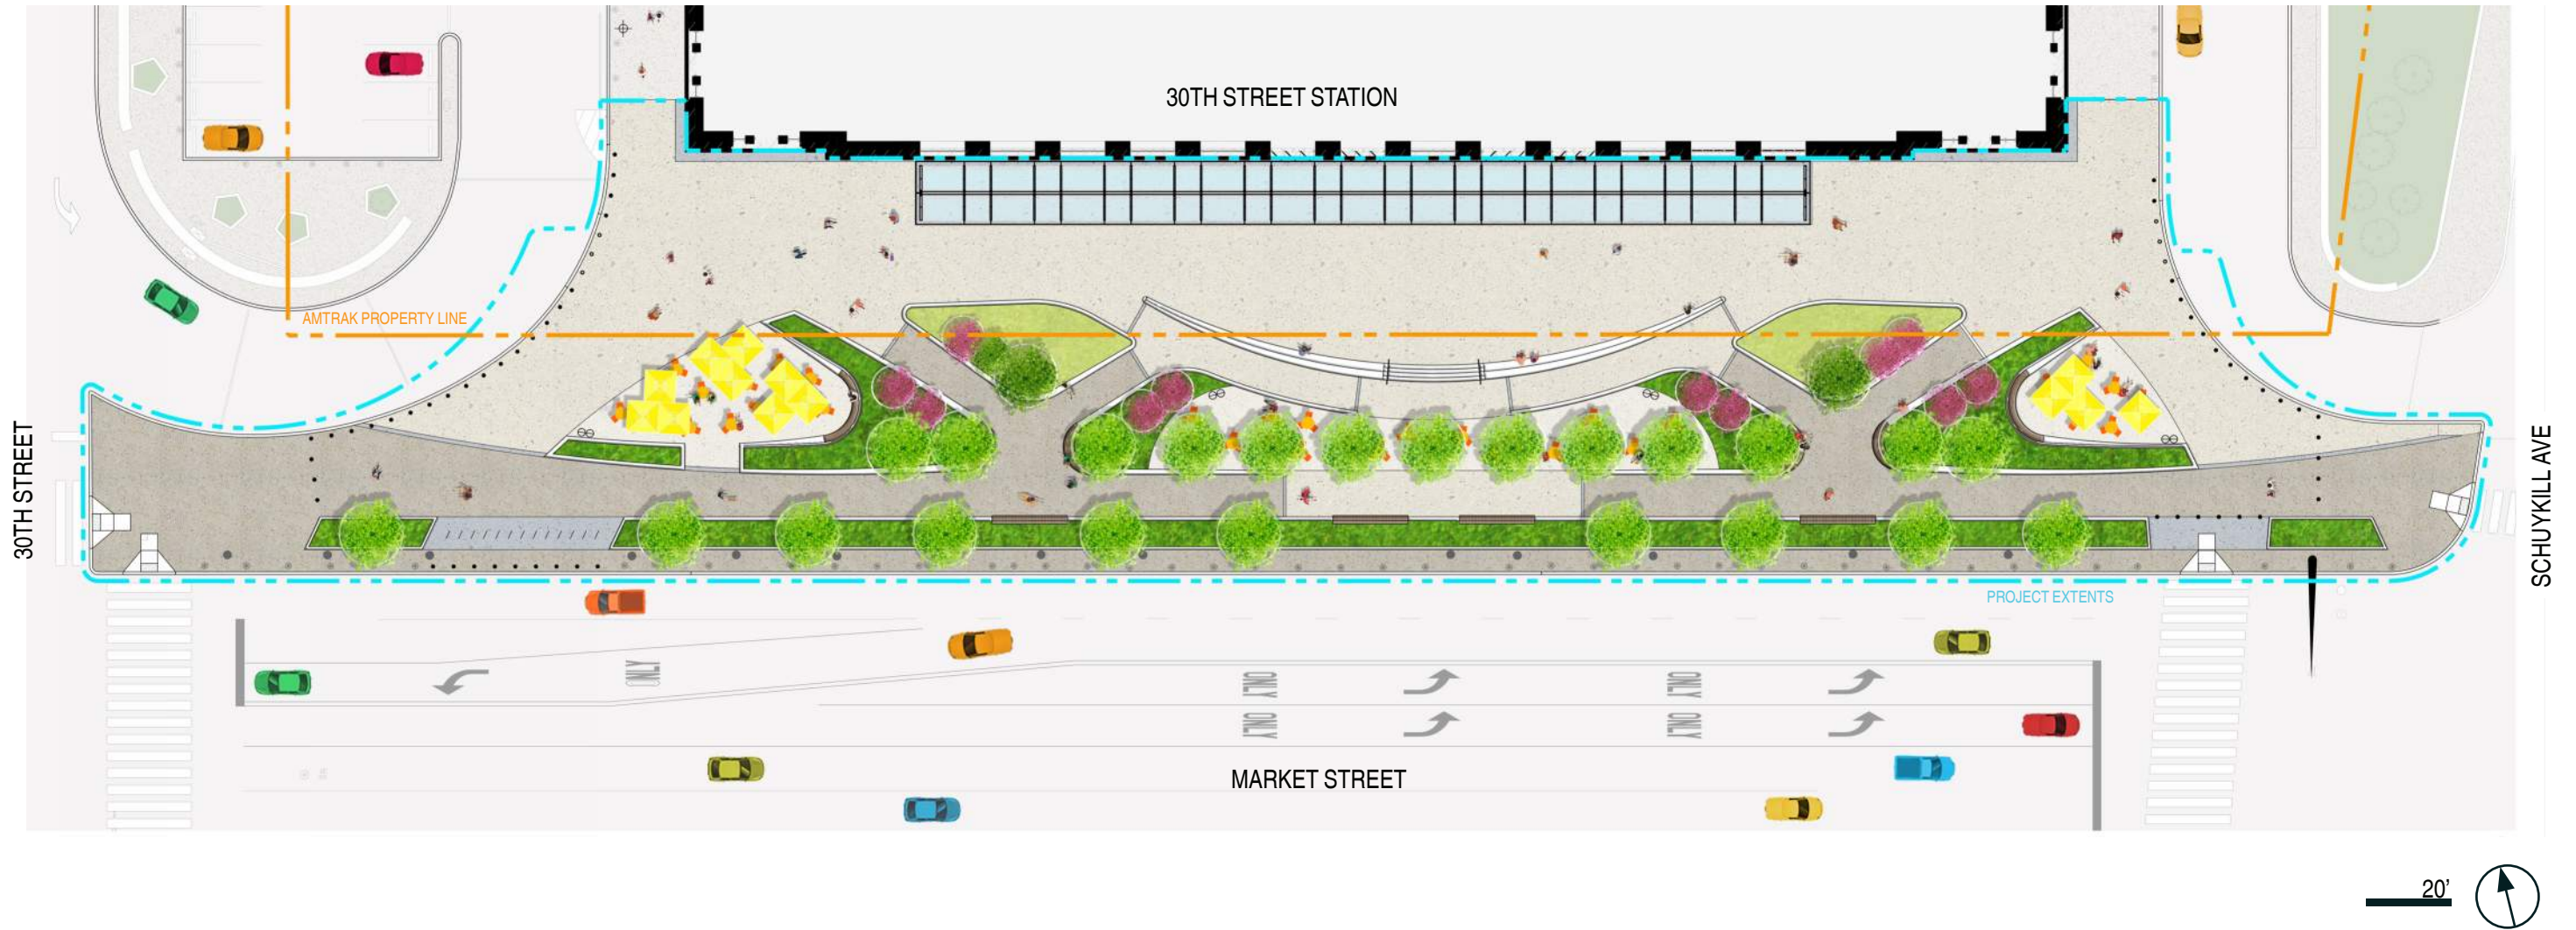 30TH STREET STATION
AMTRAK PROPERTY LINE
30TH STREET
SCHUYKILL AVE
PROJECT EXTENTS
ONLY
ONLY
ONLY
ONLY
ONLY
MARKET STREET
20'